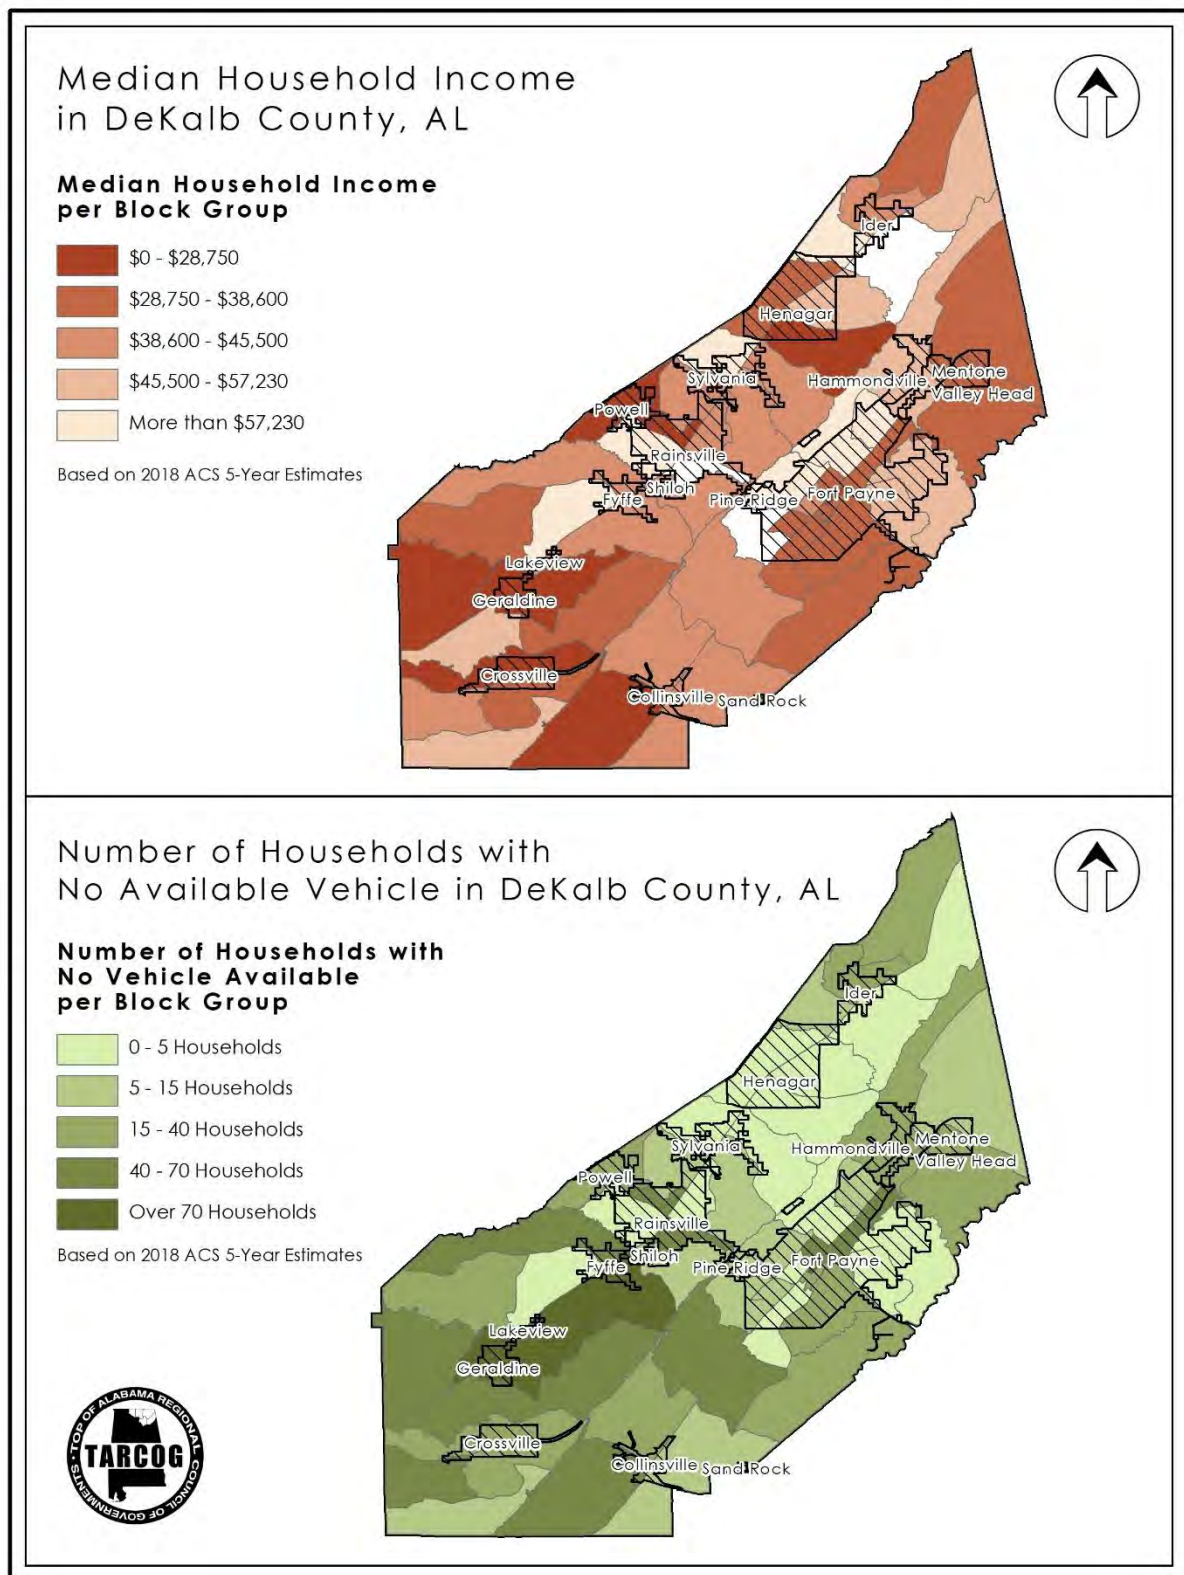 Median Household Income
in DeKalb County, AL
Median Household Income
per Block Group
$0 - $28,750
$28,750 - $38,600
$38,600 - $45,500
$45,500 - $57,230
More than $57,230
Based on 2018 ACS 5-Year Estimates
Ider
Henagar
Sylvania
Hammondville
Mentone
Valley Head
Powell
Rainsville
Shiloh
Fyffe
Pine Ridge
Fort Payne
Lakeview
Geraldine
Crossville
Collinsville
Sand Rock
Number of Households with
No Available Vehicle in DeKalb County, AL
Number of Households with
No Vehicle Available
per Block Group
0 - 5 Households
5 - 15 Households
15 - 40 Households
40 - 70 Households
Over 70 Households
Based on 2018 ACS 5-Year Estimates
Ider
Henagar
Sylvania
Hammondville
Mentone
Valley Head
Powell
Rainsville
Shiloh
Fyffe
Pine Ridge
Fort Payne
Lakeview
Geraldine
Crossville
Collinsville
Sand Rock
TOP OF ALABAMA REGIONAL
TARCOG
COUNCIL OF GOVERNMENTS